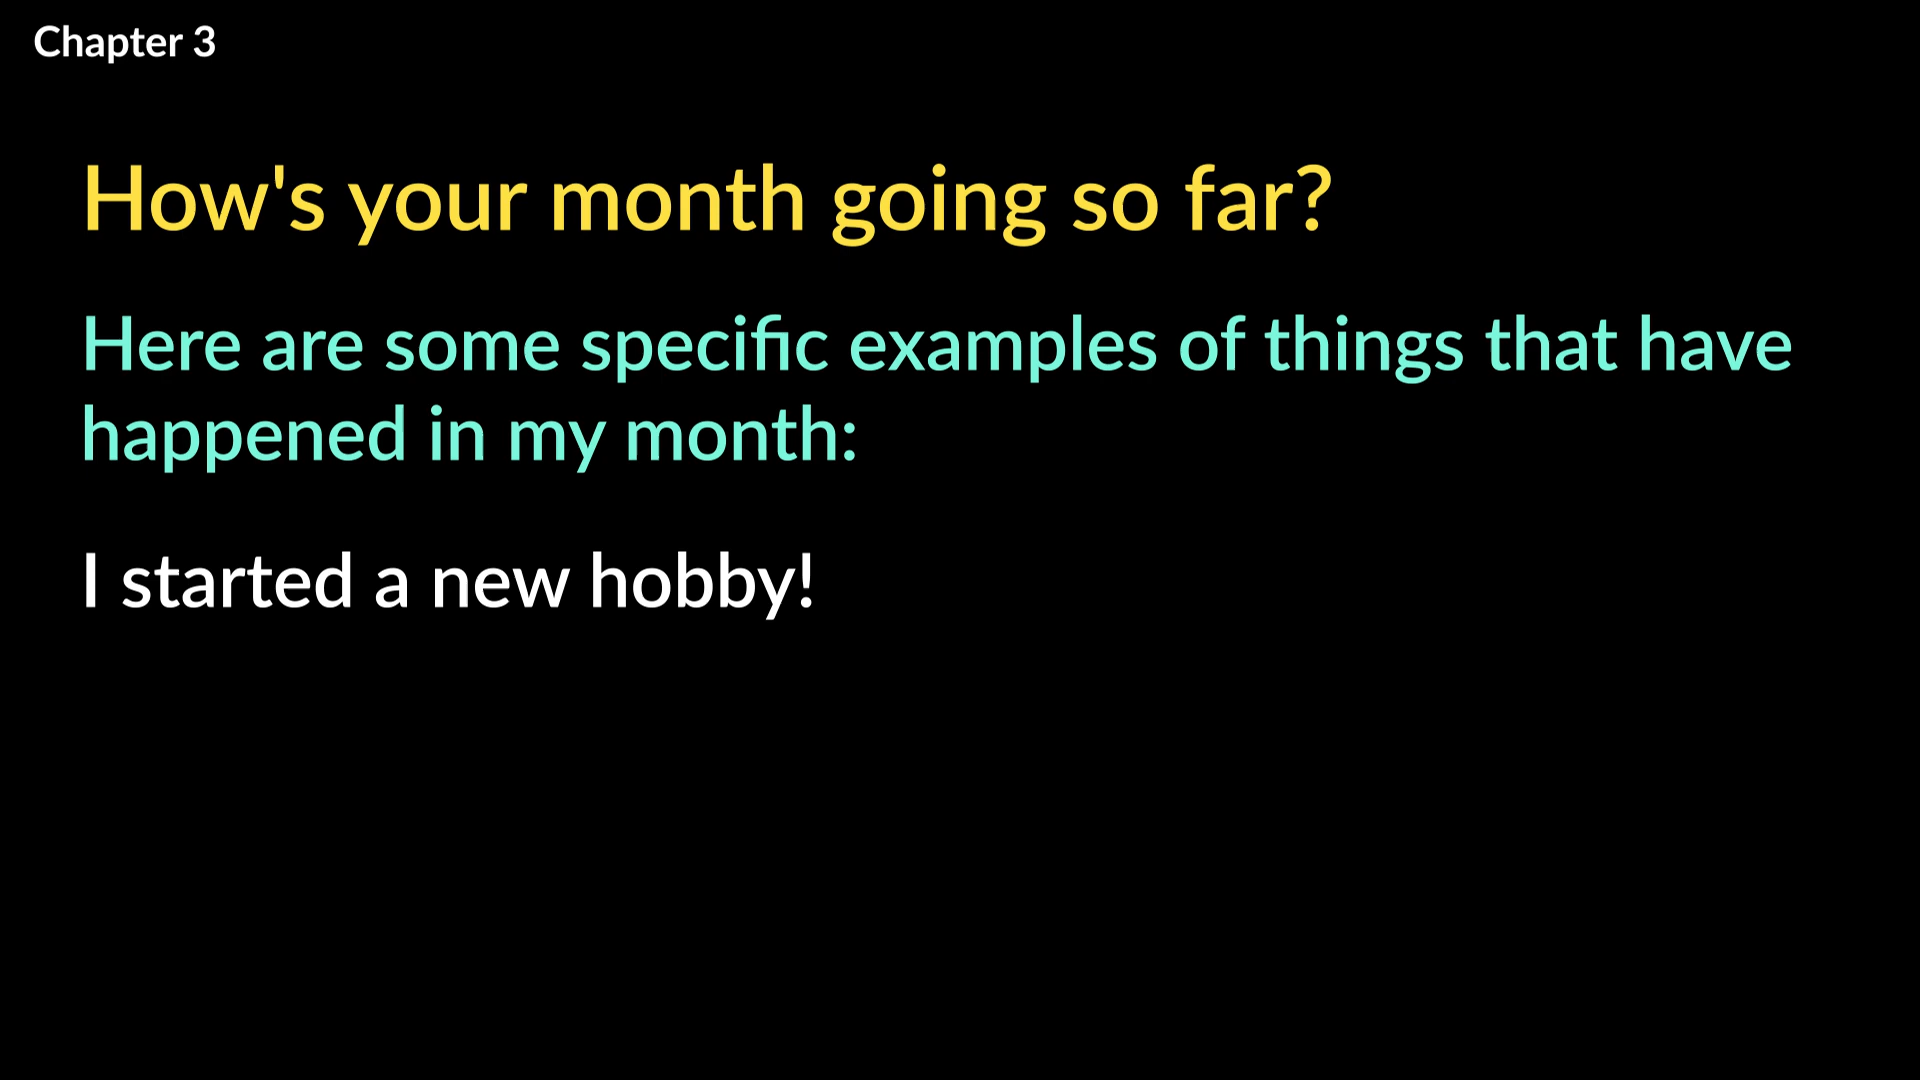 Chapter 3
How's your month going so far?
Here are some specific examples of things that have
happened in my month:
I started a new hobby!